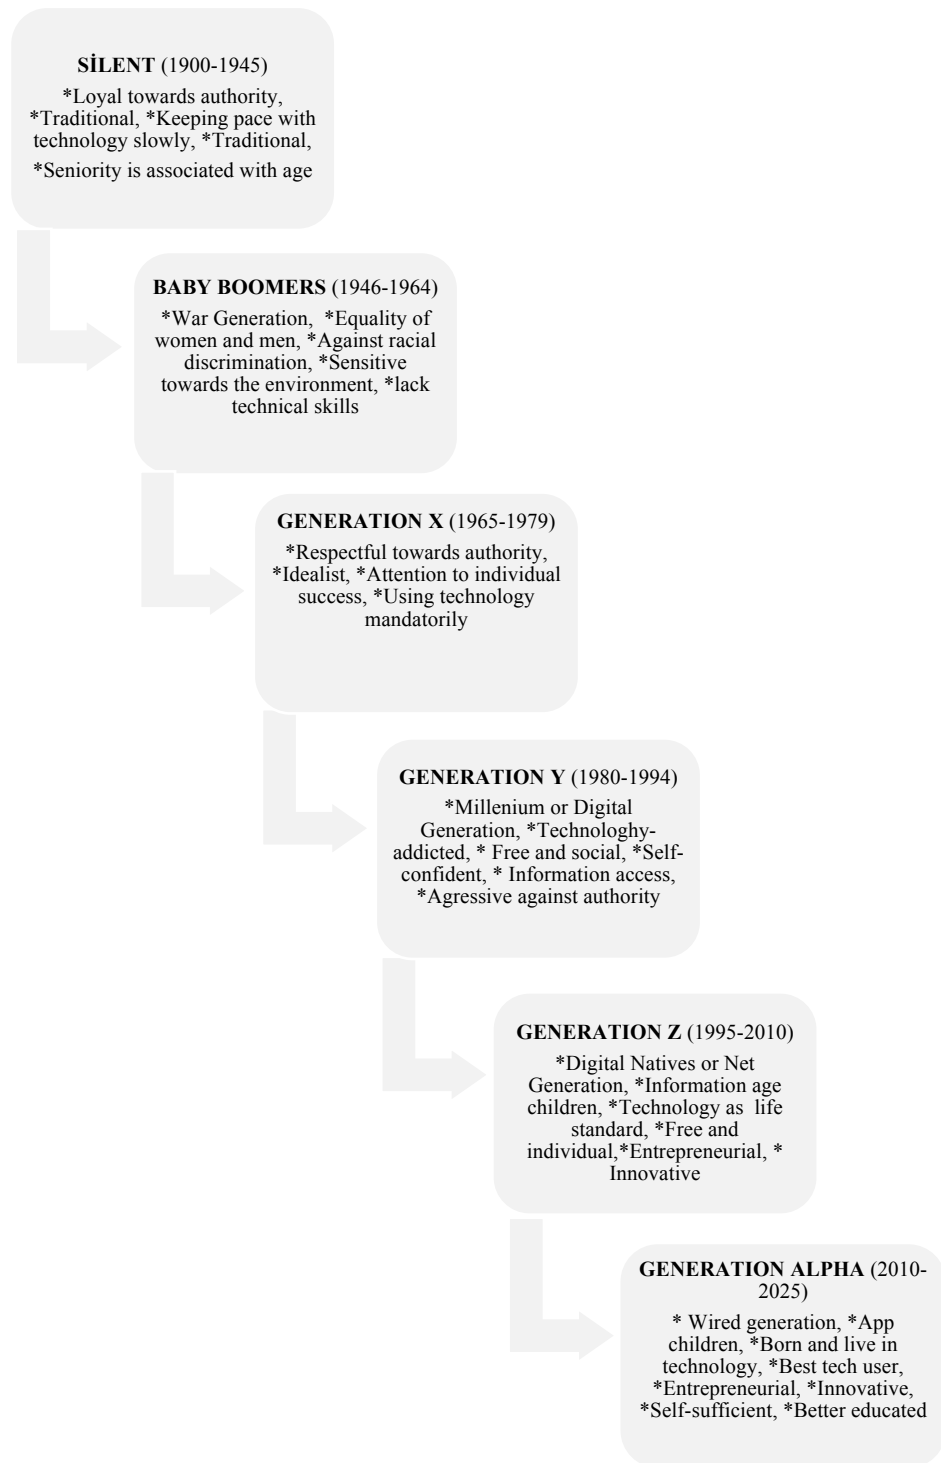 SİLENT (1900-1945)
*Loyal towards authority,
*Traditional, *Keeping pace with
technology slowly, *Traditional,
*Seniority is associated with age
BABY BOOMERS (1946-1964)
*War Generation, *Equality of
women and men, *Against racial
discrimination, *Sensitive
towards the environment, *lack
technical skills
GENERATION X (1965-1979)
*Respectful towards authority,
*Idealist, *Attention to individual
success, *Using technology
mandatorily
GENERATION Y (1980-1994)
*Millenium or Digital
Generation, *Technologhy-
addicted, * Free and social, *Self-
confident, * Information access,
*Agressive against authority
GENERATION Z (1995-2010)
*Digital Natives or Net
Generation, *Information age
children, *Technology as life
standard, *Free and
individual,*Entrepreneurial, *
Innovative
GENERATION ALPHA (2010-
2025)
* Wired generation, *App
children, *Born and live in
technology, *Best tech user,
*Entrepreneurial, *Innovative,
*Self-sufficient, *Better educated